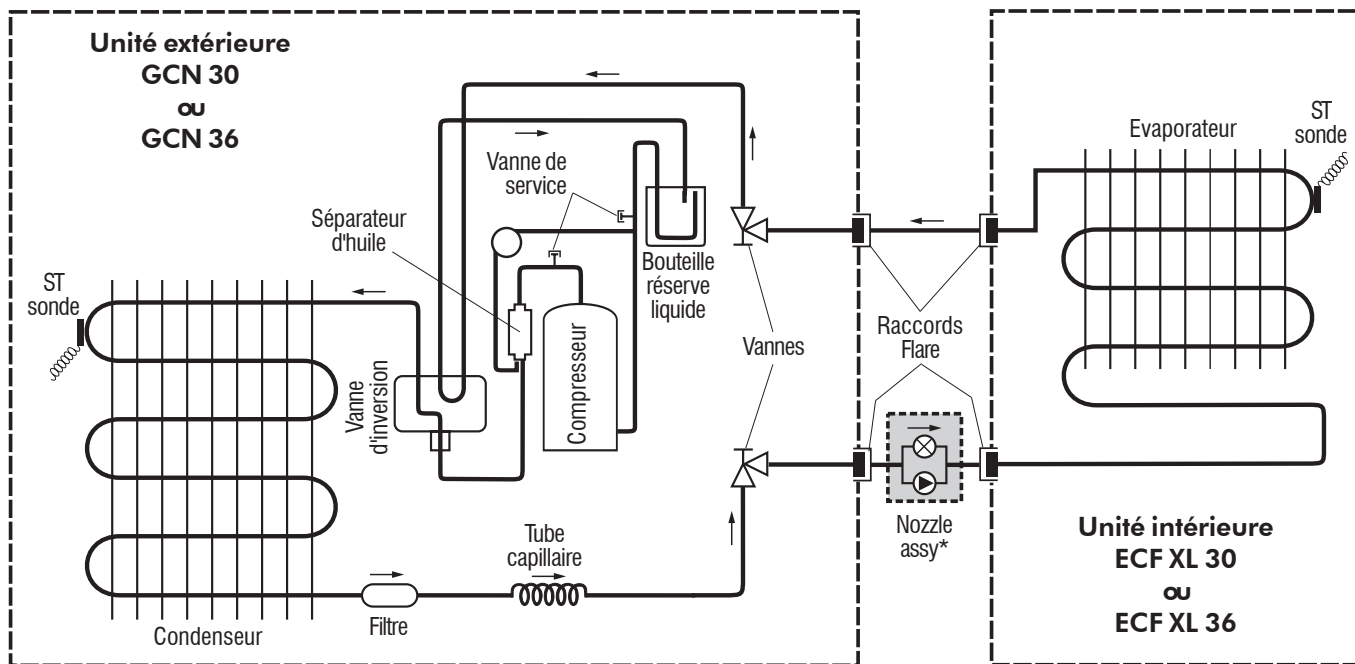 Unité extérieure
GCN 30
ou
GCN 36
Vanne de
service
Séparateur
d'huile
ST
sonde
Bouteille
réserve
liquide
Compresseur
Vanne
d'inversion
Vannes
Tube
capillaire
Filtre
Condenseur
Raccords
Flare
Nozzle
assy*
Evaporateur
ST
sonde
Unité intérieure
ECF XL 30
ou
ECF XL 36